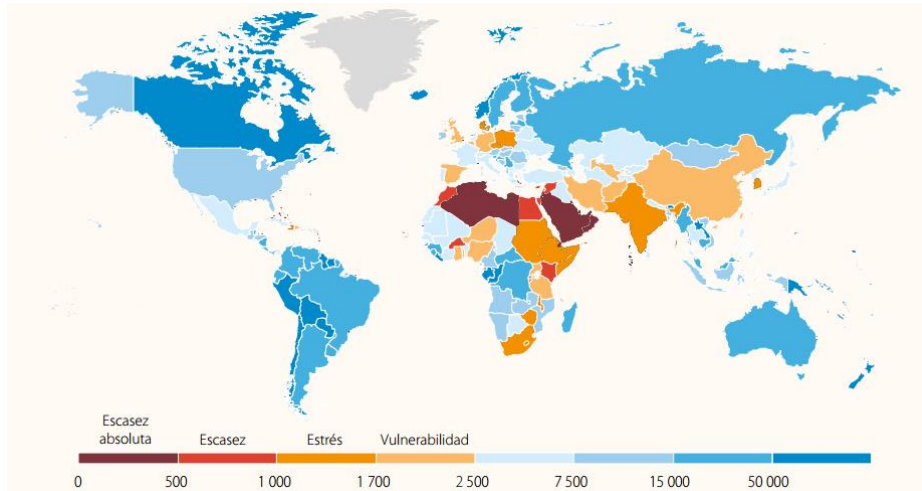 Escasez
absoluta
Escasez
Estrés
Vulnerabilidad
0 500 1 000 1 700 2 500 7 500 15 000 50 000